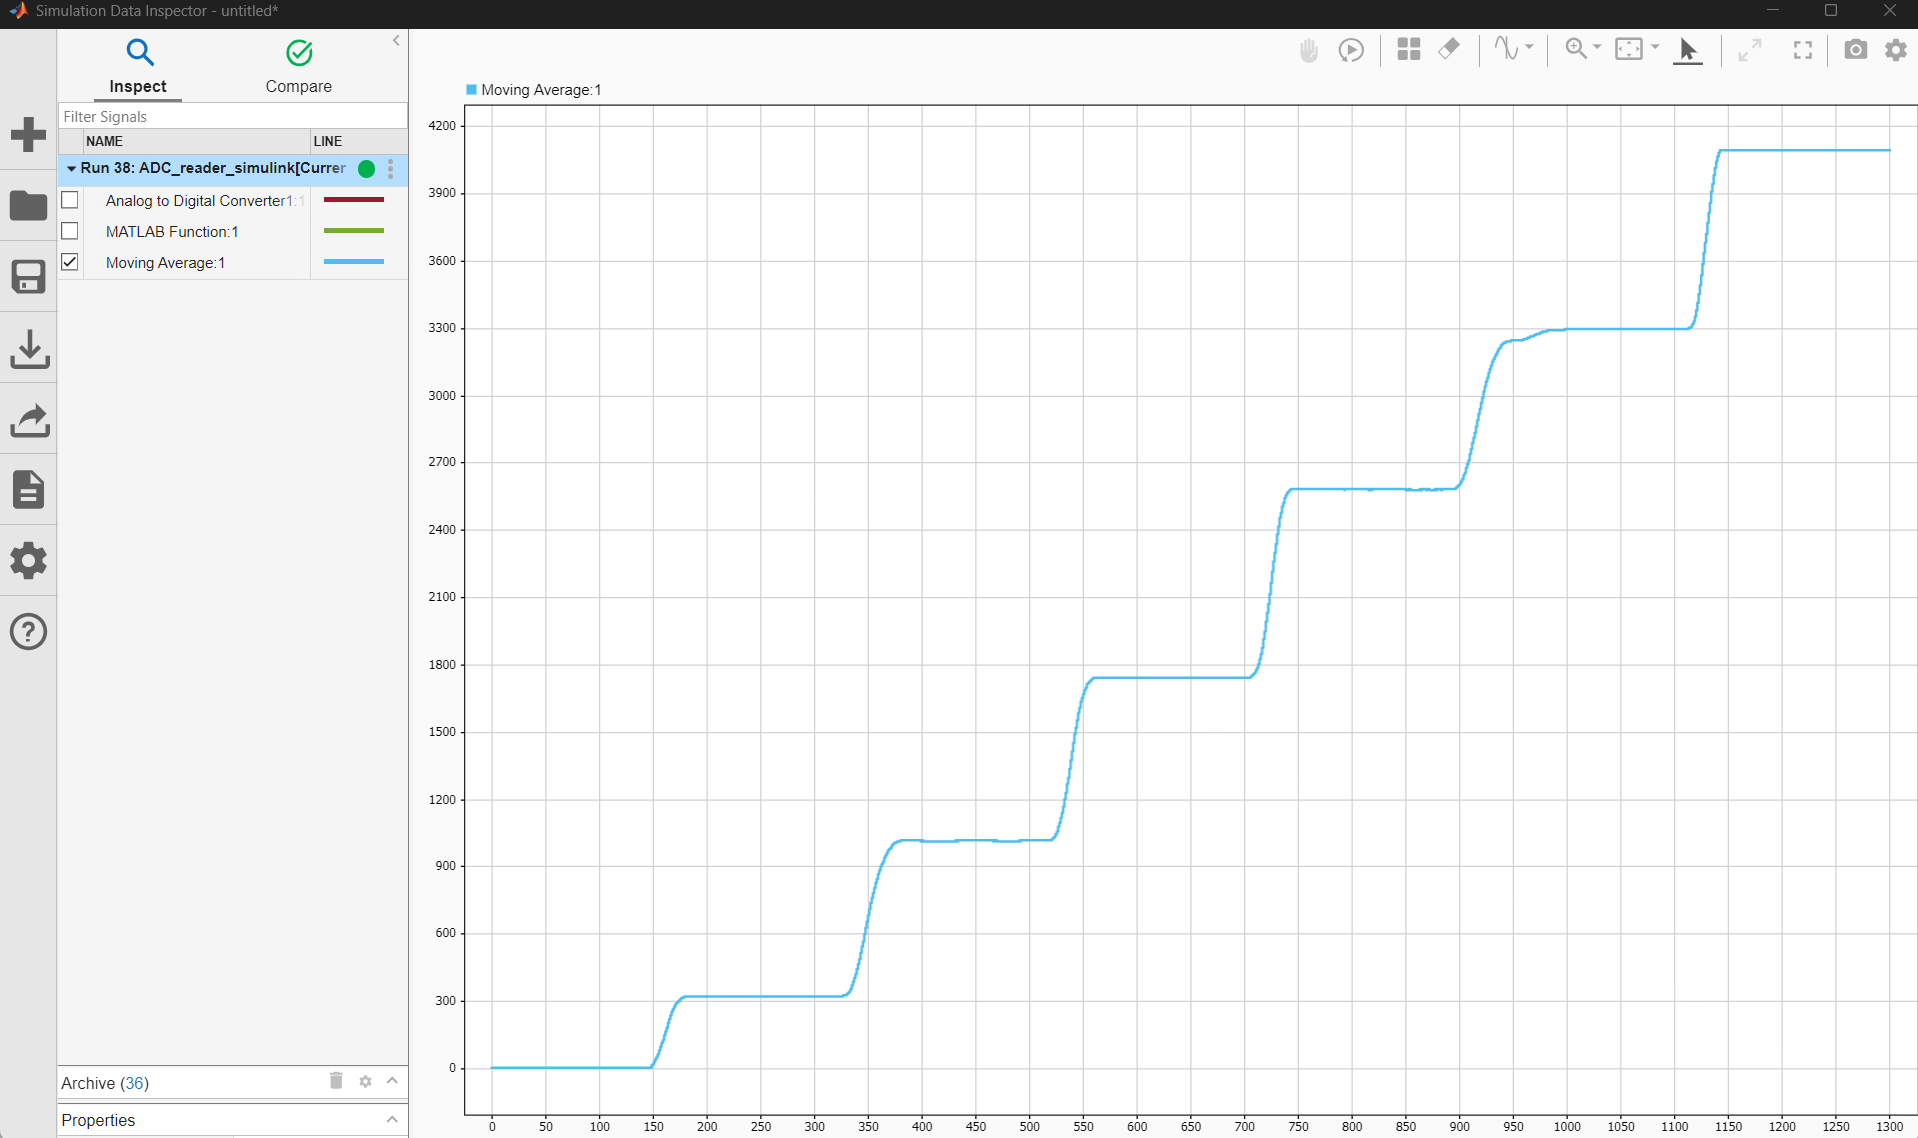 Simulation Data Inspector - untitled*
Inspect
Compare
Filter Signals
NAME
LINE
Run 38: ADC_reader_simulink[Currer
Analog to Digital Converter1:1
MATLAB Function:1
Moving Average:1
Archive (36)
Properties
Moving Average:1
4200
3900
3600
3300
3000
2700
2400
2100
1800
1500
1200
900
600
300
0
0 50 100 150 200 250 300 350 400 450 500 550 600 650 700 750 800 850 900 950 1000 1050 1100 1150 1200 1250 1300